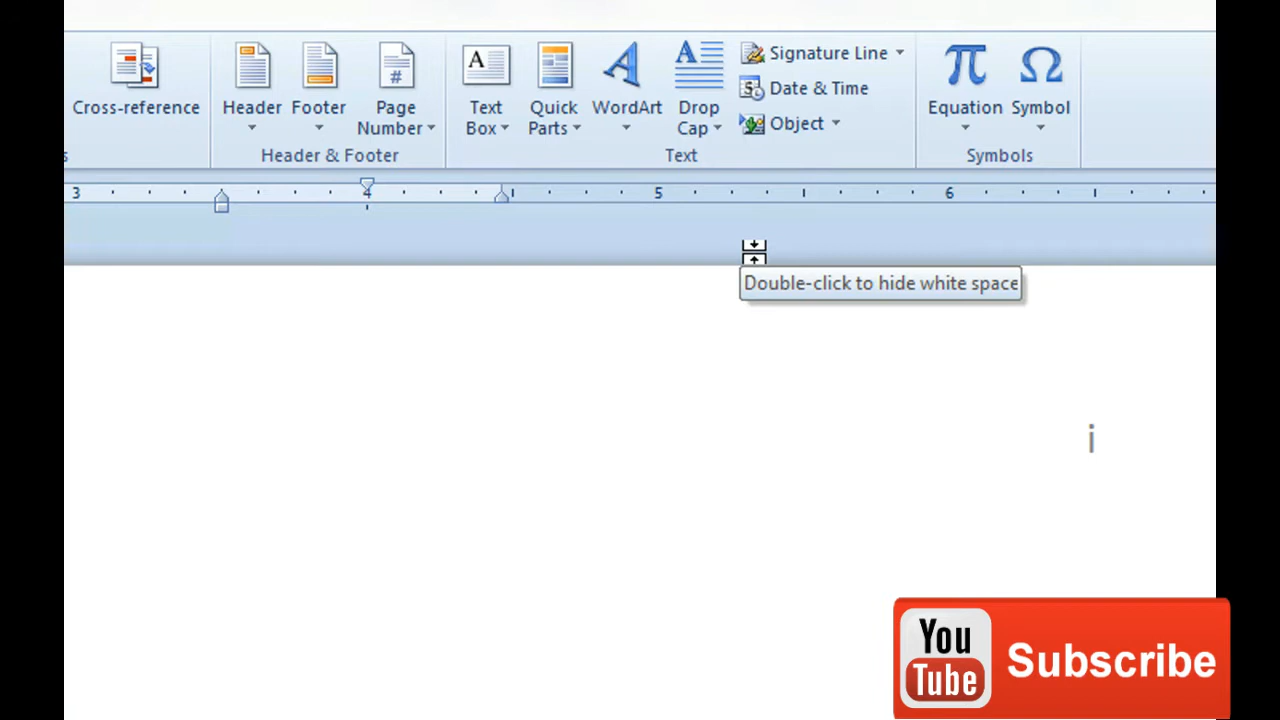 Cross-reference
Header
Footer
Page
Number
Header & Footer
Text
Box
Quick
Parts
WordArt
Drop
Cap
Signature Line
Date & Time
Object
Text
Equation
Symbol
Symbols
3 4 5 6
Double-click to hide white space
i
You
Tube
Subscribe